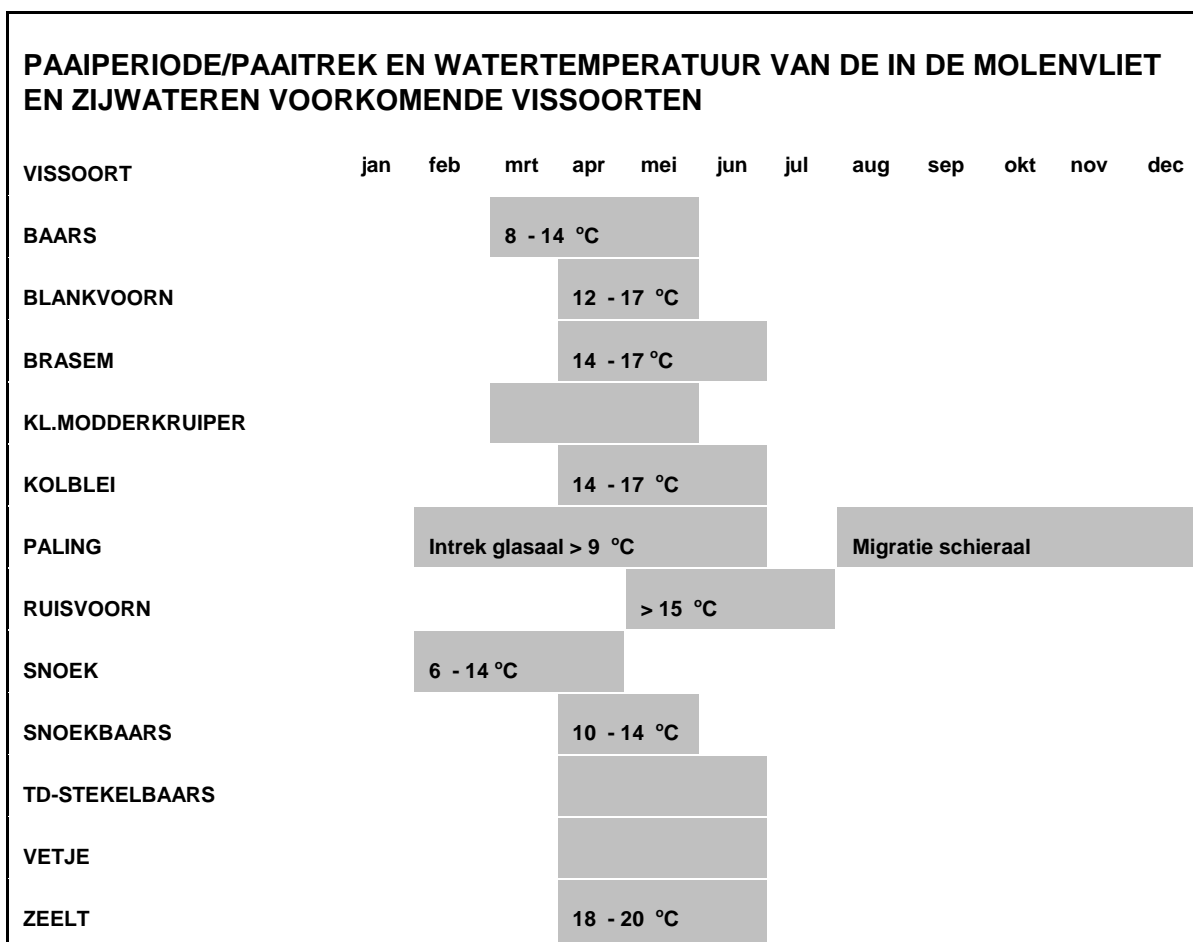 PAAIPERIODE/PAAITREK EN WATERTEMPERATUUR VAN DE IN DE MOLENVLIET
EN ZIJWATEREN VOORKOMENDE VISSOORTEN
VISSOORT jan feb mrt apr mei jun jul aug sep okt nov dec
BAARS 8 - 14 °C
BLANKVOORN 12 - 17 °C
BRASEM 14 - 17 °C
KL.MODDERKRUIPER
KOLBLEI 14 - 17 °C
PALING Intrek glasaal > 9 °C Migratie schieraal
RUISVOORN > 15 °C
SNOEK 6 - 14 °C
SNOEKBAARS 10 - 14 °C
TD-STEKELBAARS
VETJE
ZEELT 18 - 20 °C